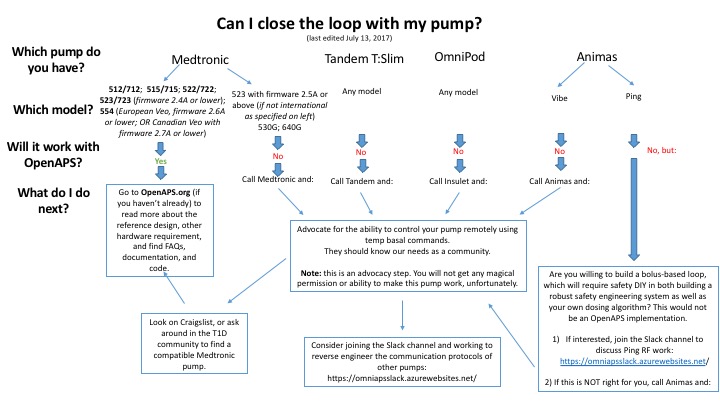 Can I close the loop with my pump?
(last edited July 13, 2017)
Which pump do
you have?
Medtronic
Tandem T:Slim
OmniPod
Animas
Which model?
512/712; 515/715; 522/722;
523/723 (firmware 2.4A or lower);
554 (European Veo, firmware 2.6A
or lower; OR Canadian Veo with
firmware 2.7A or lower)
523 with firmware 2.5A or
above (if not international
as specified on left)
530G; 640G
Any model
Any model
Vibe
Ping
Will it work with
OpenAPS?
Yes
No
No
No
No
No, but:
What do I do
next?
Call Medtronic and:
Call Tandem and:
Call Insulet and:
Call Animas and:
Go to OpenAPS.org (if
you haven't already) to
read more about the
reference design, other
hardware requirement,
and find FAQs,
documentation, and
code.
Advocate for the ability to control your pump remotely using
temp basal commands.
They should know our needs as a community.
Note: this is an advocacy step. You will not get any magical
permission or ability to make this pump work, unfortunately.
Are you willing to build a bolus-based loop,
which will require safety DIY in both building a
robust safety engineering system as well as
your own dosing algorithm? This would not
be an OpenAPS implementation.
1) If interested, join the Slack channel to
discuss Ping RF work:
https://omniapsslack.azurewebsites.net/
2) If this is NOT right for you, call Animas and:
Look on Craigslist, or ask
around in the T1D
community to find a
compatible Medtronic
pump.
Consider joining the Slack channel and working to
reverse engineer the communication protocols of
other pumps:
https://omniapsslack.azurewebsites.net/